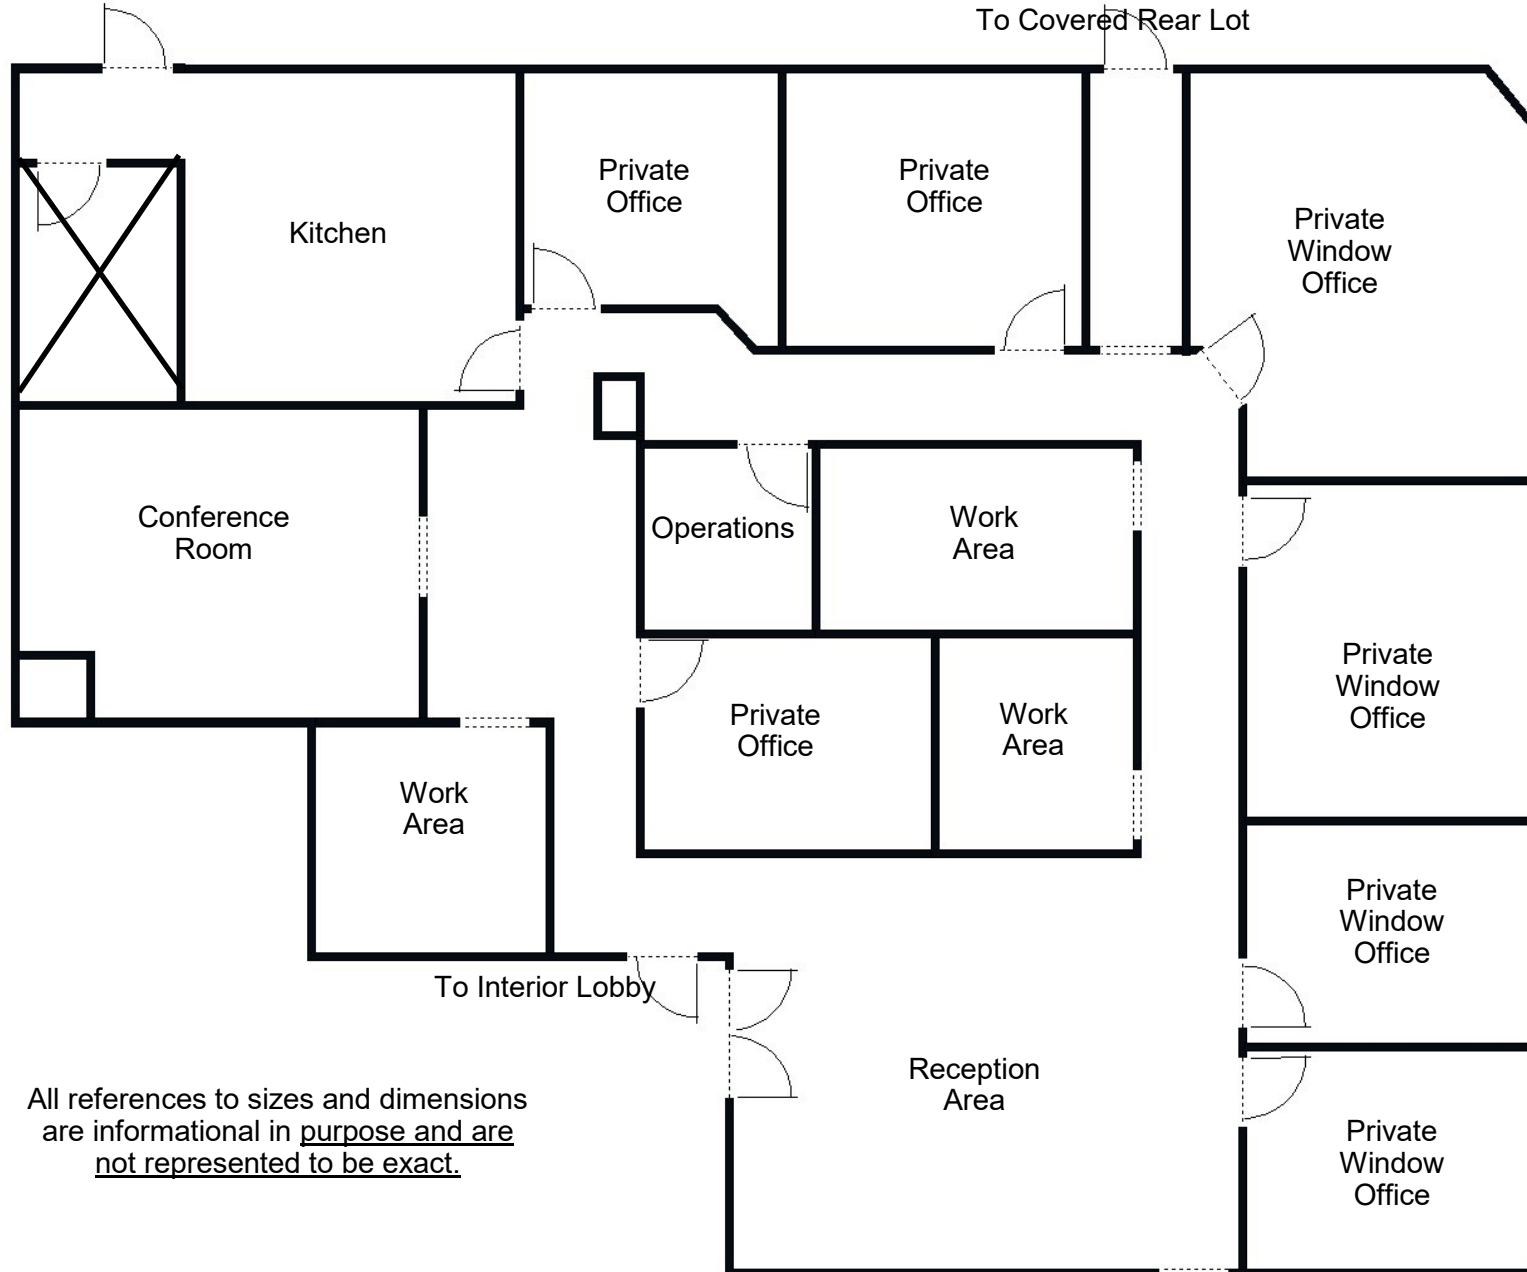 To Covered Rear Lot
Private
Office
Private
Office
Private
Window
Office
Kitchen
Conference
Room
Operations
Work
Area
Private
Window
Office
Private
Office
Work
Area
Work
Area
Private
Window
Office
To Interior Lobby
Reception
Area
All references to sizes and dimensions
are informational in purpose and are
not represented to be exact.
Private
Window
Office